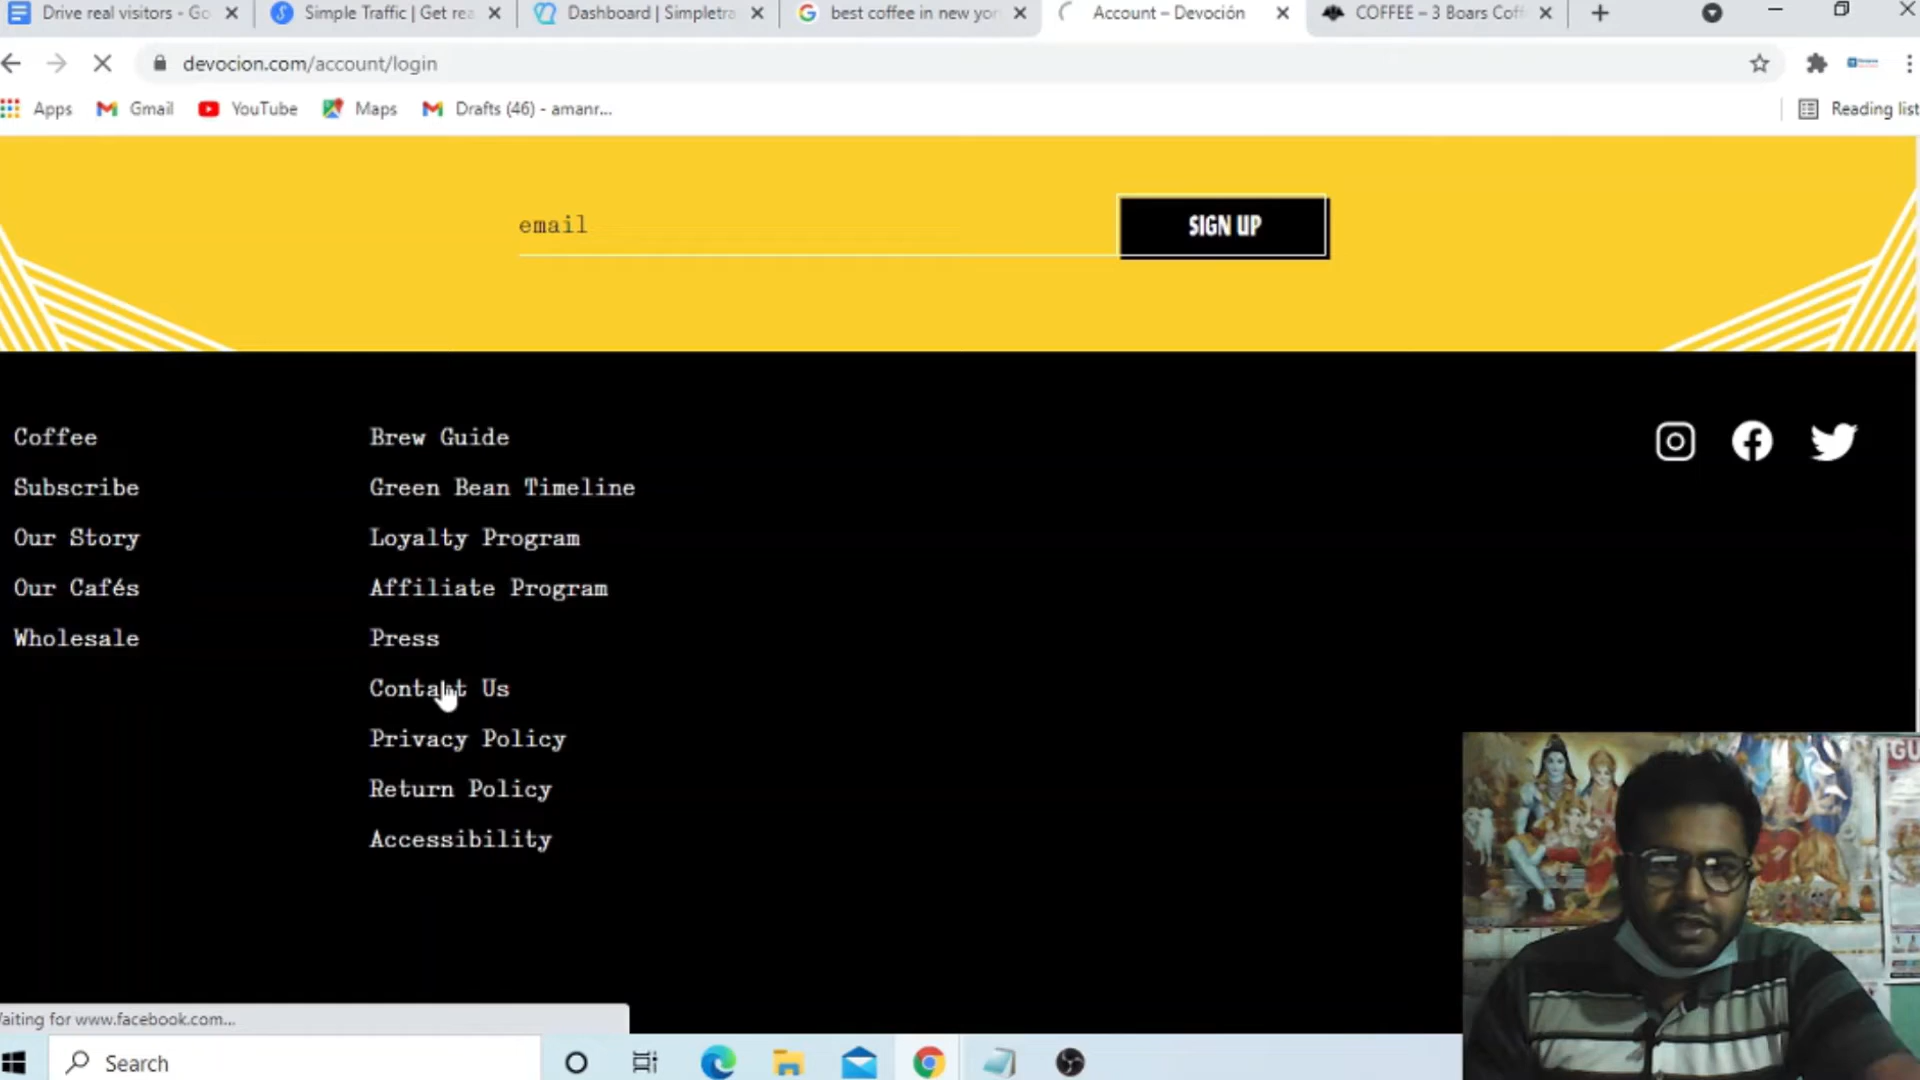 Drive real visitors - Go
Simple Traffic | Get rea
Dashboard | Simpletra
best coffee in new yor
Account – Devoción
COFFEE – 3 Boars Coff
devocion.com/account/login
Apps
Gmail
YouTube
Maps
Drafts (46) - amanr...
Reading list
email
SIGN UP
Coffee
Subscribe
Our Story
Our Cafés
Wholesale
Brew Guide
Green Bean Timeline
Loyalty Program
Affiliate Program
Press
Contact Us
Privacy Policy
Return Policy
Accessibility
GU
aiting for www.facebook.com...
Search